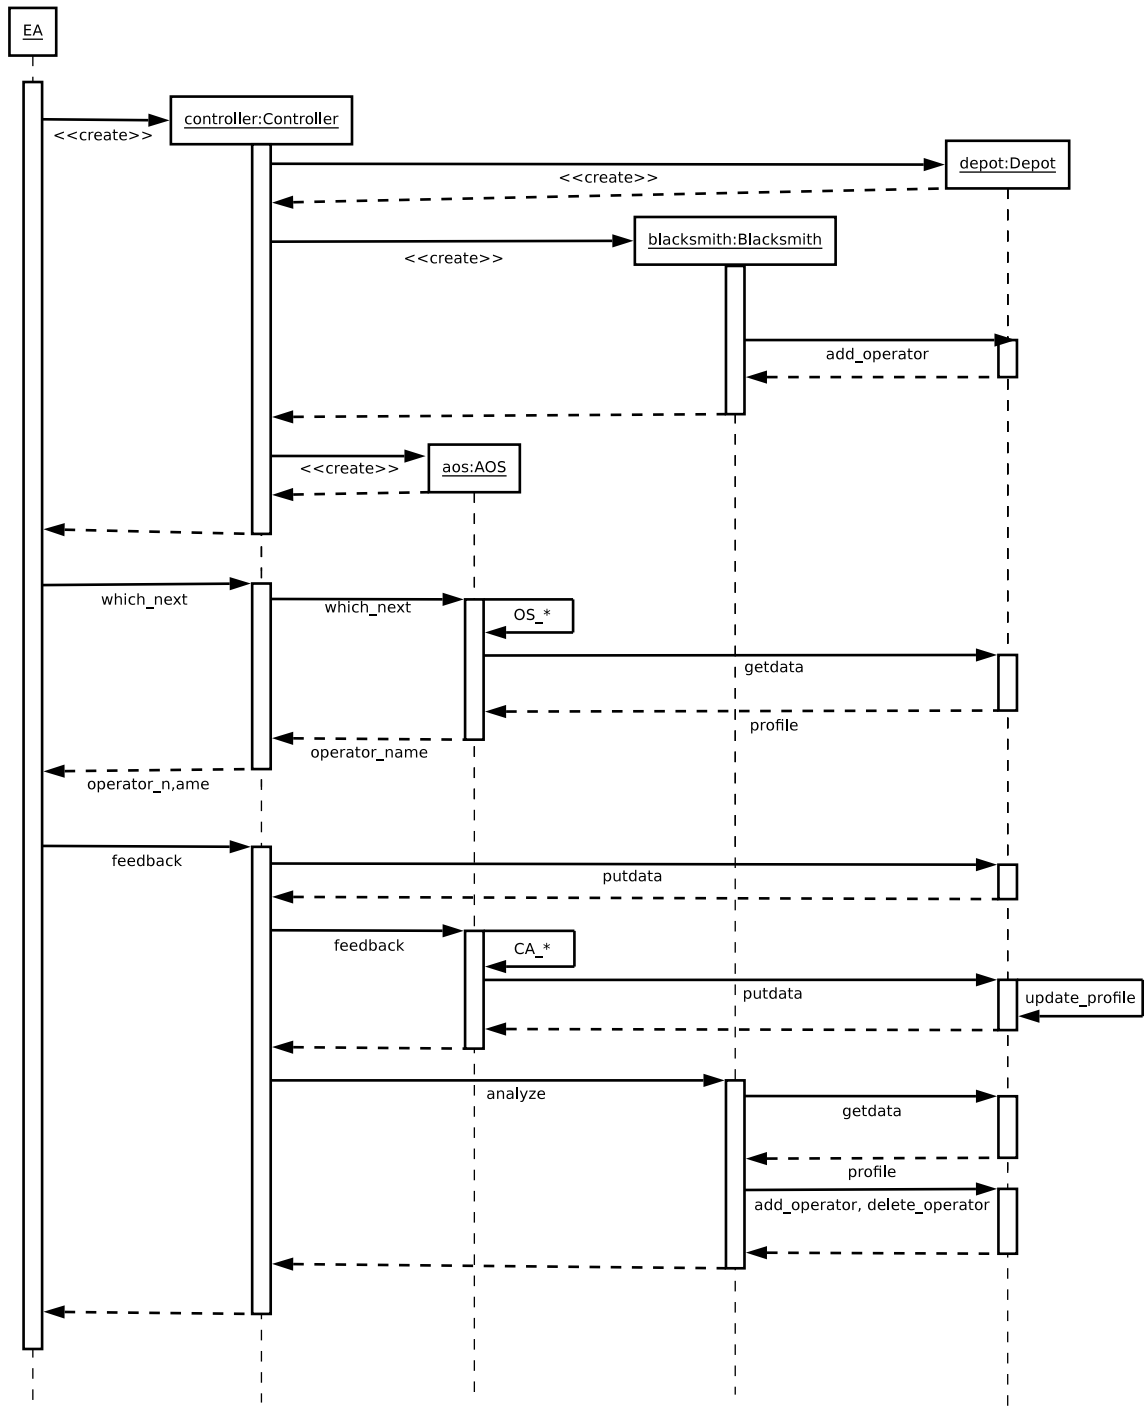 EA
controller:Controller
<<create>>
depot:Depot
<<create>>
blacksmith:Blacksmith
<<create>>
add_operator
aos:AOS
<<create>>
which_next
which_next
OS_*
getdata
profile
operator_name
operator_n,ame
feedback
putdata
feedback
CA_*
putdata
update_profile
analyze
getdata
profile
add_operator, delete_operator